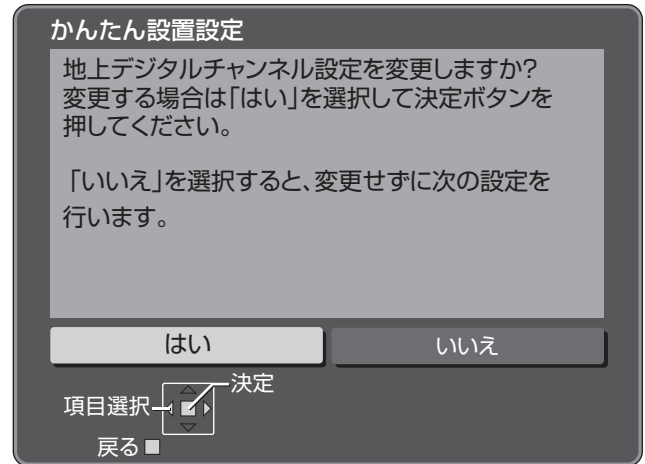 かんたん設置設定
地上デジタルチャンネル設定を変更しますか?
変更する場合は「はい」を選択して決定ボタンを
押してください。
「いいえ」を選択すると、変更せずに次の設定を
行います。
はい
いいえ
決定
項目選択
戻る